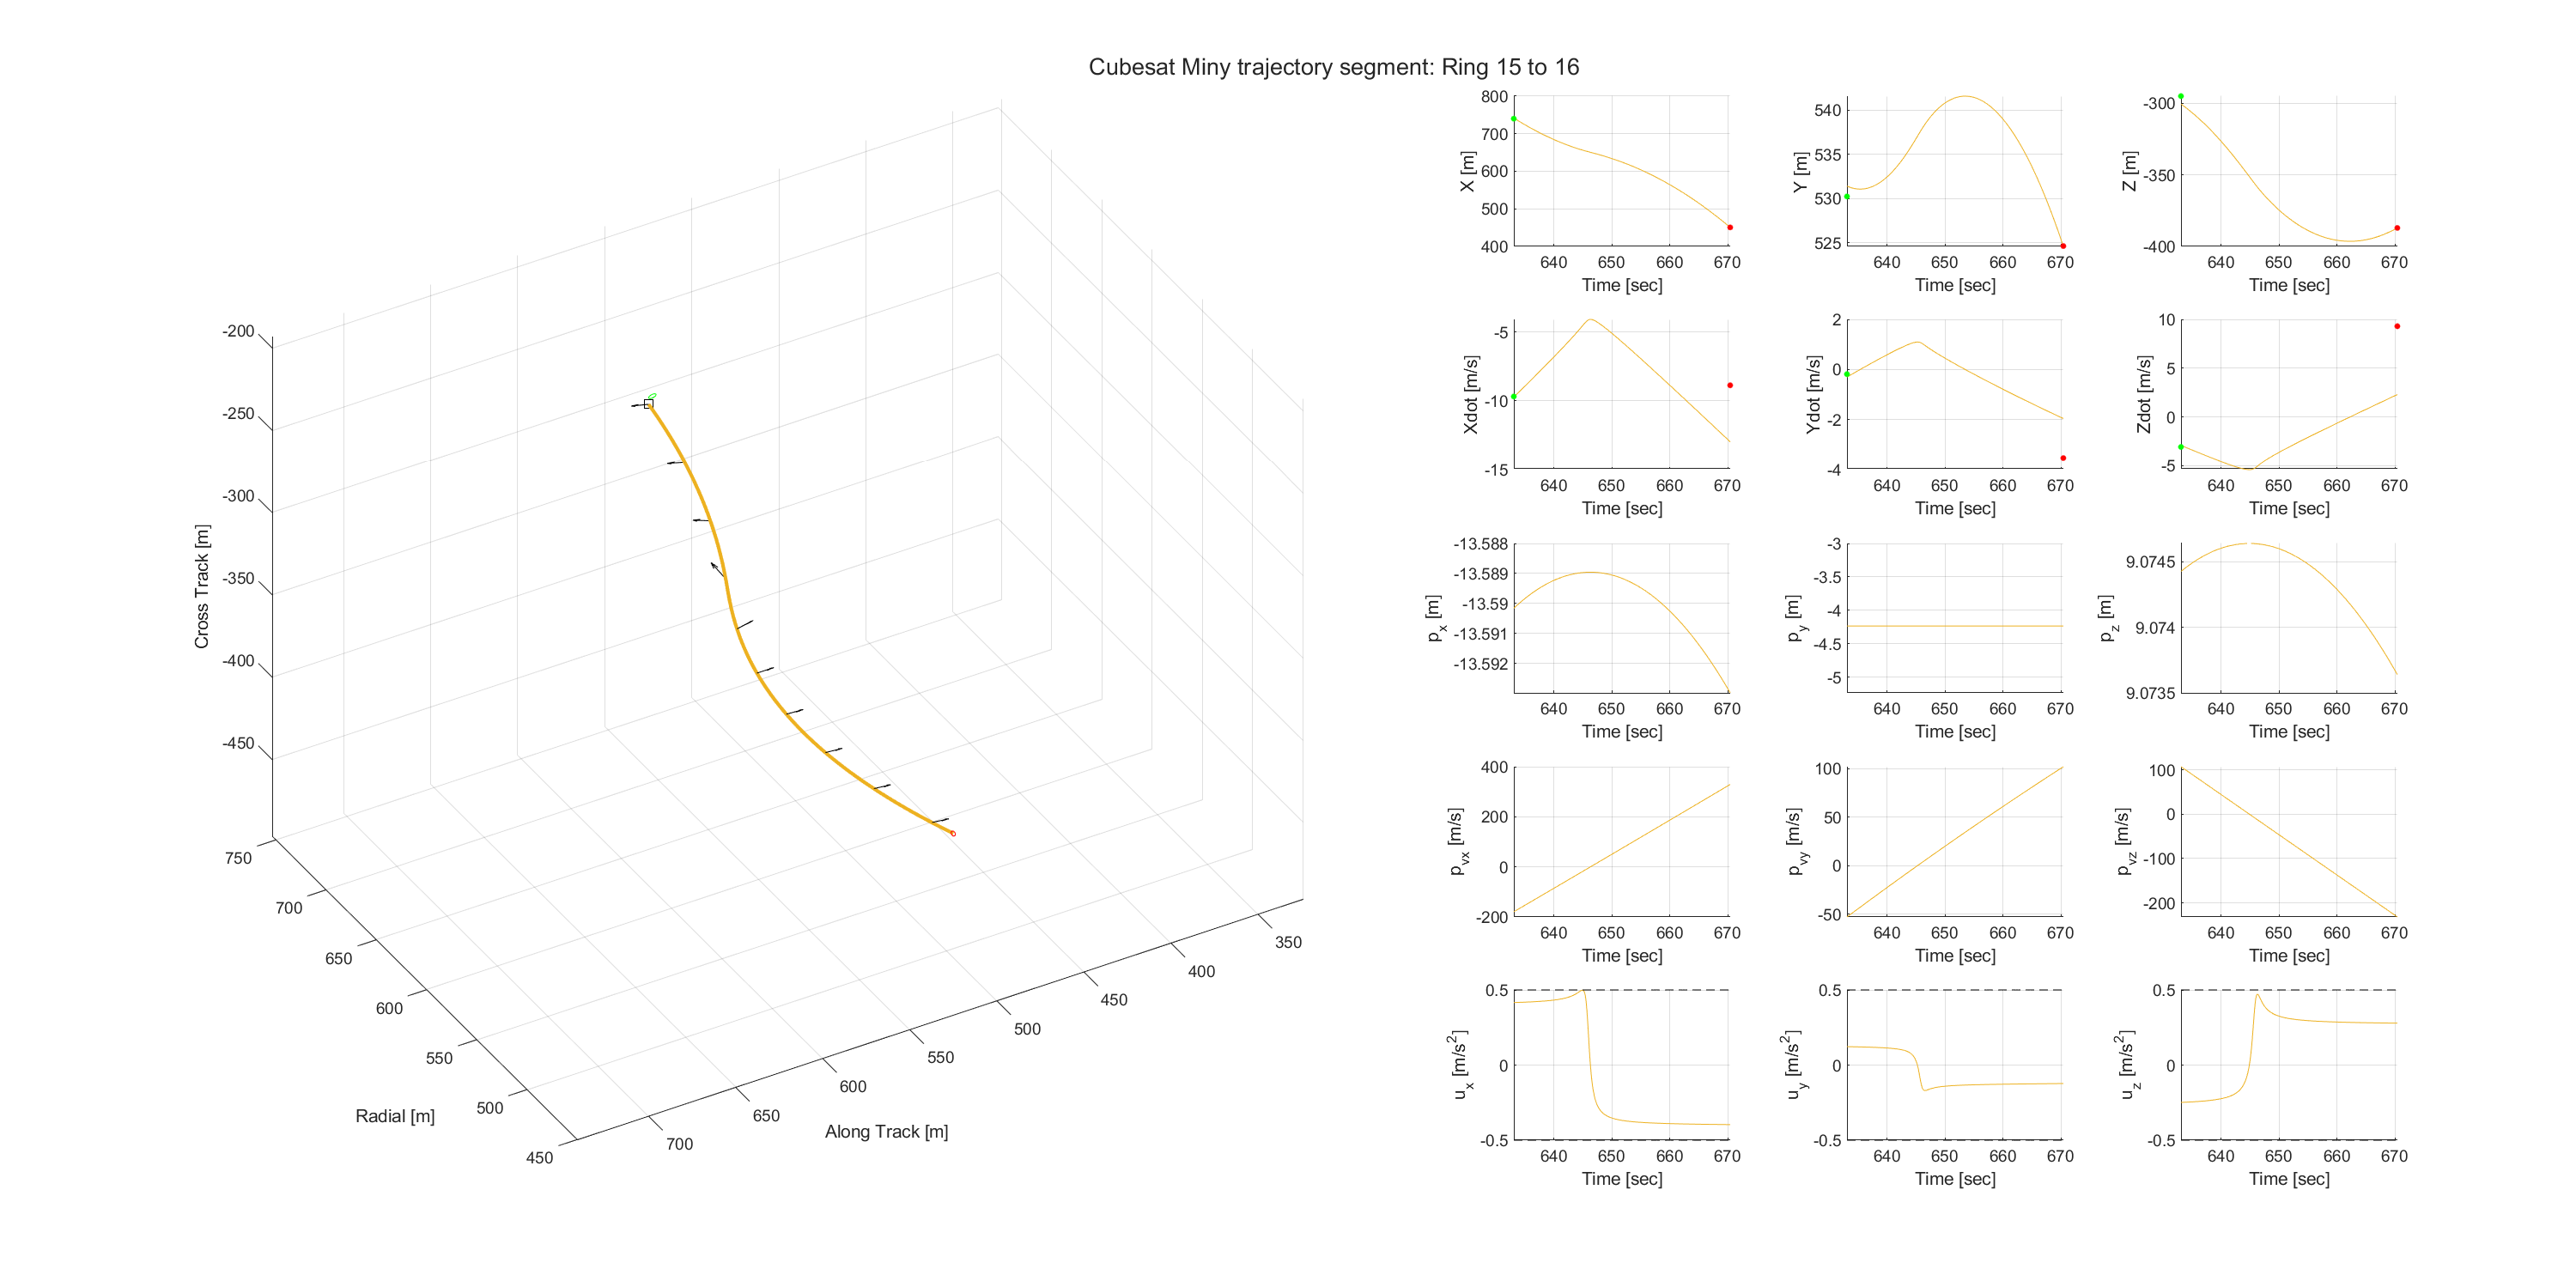 Cubesat Miny trajectory segment: Ring 15 to 16
-200
-250
-300
-350
-400
-450
Cross Track [m]
750
700
650
600
550
500
450
Radial [m]
700
650
600
550
500
450
400
350
Along Track [m]
800
700
600
500
400
X [m]
640 650 660 670
Time [sec]
540
535
530
525
Y [m]
640 650 660 670
Time [sec]
-300
-350
-400
Z [m]
640 650 660 670
Time [sec]
-5
-10
-15
Xdot [m/s]
640 650 660 670
Time [sec]
2
0
-2
-4
Ydot [m/s]
640 650 660 670
Time [sec]
10
5
0
-5
Zdot [m/s]
640 650 660 670
Time [sec]
-13.588
-13.589
-13.59
-13.591
-13.592
p_x [m]
640 650 660 670
Time [sec]
-3
-3.5
-4
-4.5
-5
p_y [m]
640 650 660 670
Time [sec]
9.0745
9.074
9.0735
p_z [m]
640 650 660 670
Time [sec]
400
200
0
-200
p_vx [m/s]
640 650 660 670
Time [sec]
100
50
0
-50
p_vy [m/s]
640 650 660 670
Time [sec]
100
0
-100
-200
p_vz [m/s]
640 650 660 670
Time [sec]
0.5
0
-0.5
u_x [m/s²]
640 650 660 670
Time [sec]
0.5
0
-0.5
u_y [m/s²]
640 650 660 670
Time [sec]
0.5
0
-0.5
u_z [m/s²]
640 650 660 670
Time [sec]